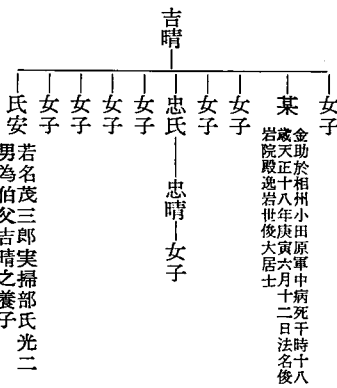 吉晴
女子
某
金助於相州小田原軍中病死于時十八
歳天正十八年庚寅六月十二日法名俊
岩院殿逸岩世俊大居士
女子
女子
忠氏
忠晴
女子
女子
女子
女子
女子
氏安
若名茂三郎実掃部氏光二
男為伯父吉晴之養子